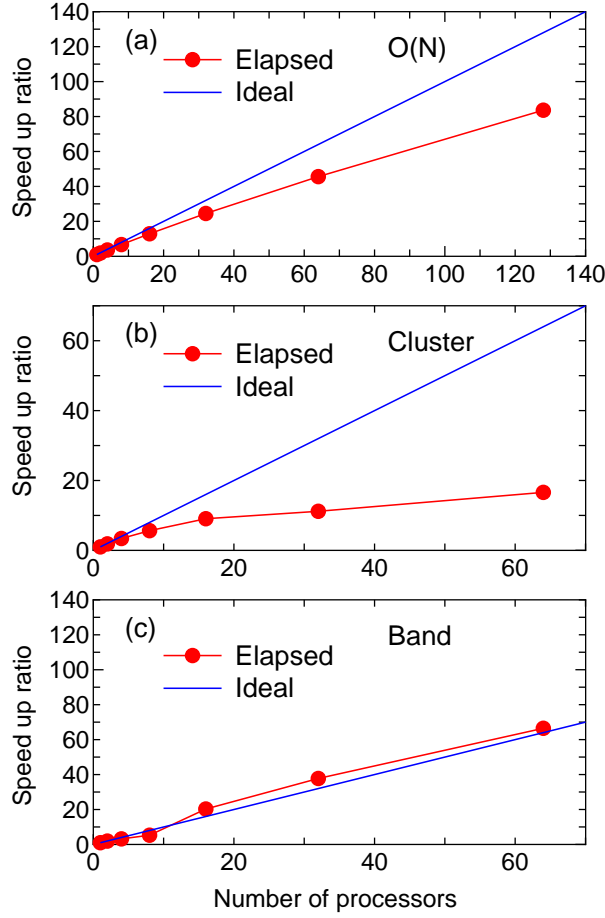 140
120
100
80
60
40
20
0
Speed up ratio
(a)
O(N)
Elapsed
Ideal
0 20 40 60 80 100 120 140
60
40
20
0
Speed up ratio
(b)
Cluster
Elapsed
Ideal
0 20 40 60
140
120
100
80
60
40
20
0
Speed up ratio
(c)
Band
Elapsed
Ideal
0 20 40 60
Number of processors